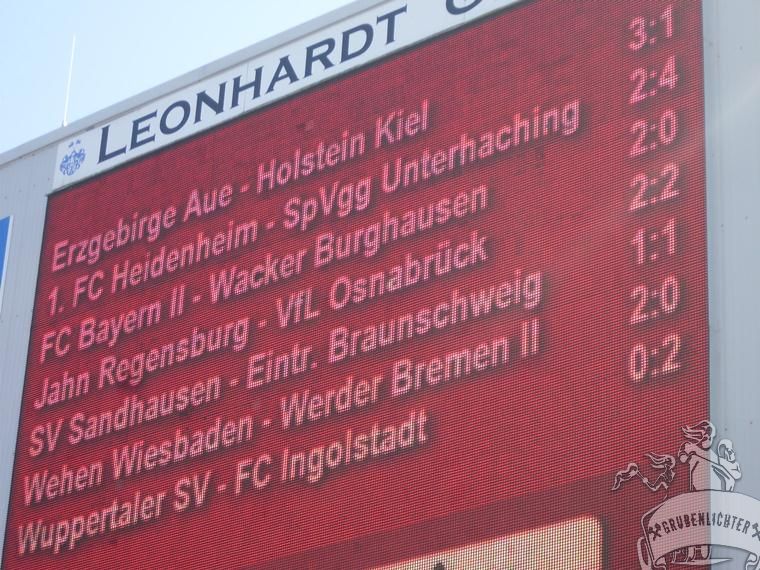 LEONHARDT
Erzgebirge Aue - Holstein Kiel 3:1
1. FC Heidenheim - SpVgg Unterhaching 2:4
FC Bayern II - Wacker Burghausen 2:0
Jahn Regensburg - VfL Osnabrück 2:2
SV Sandhausen - Eintr. Braunschweig 1:1
Wehen Wiesbaden - Werder Bremen II 2:0
Wuppertaler SV - FC Ingolstadt 0:2
GRUBENLICHTER